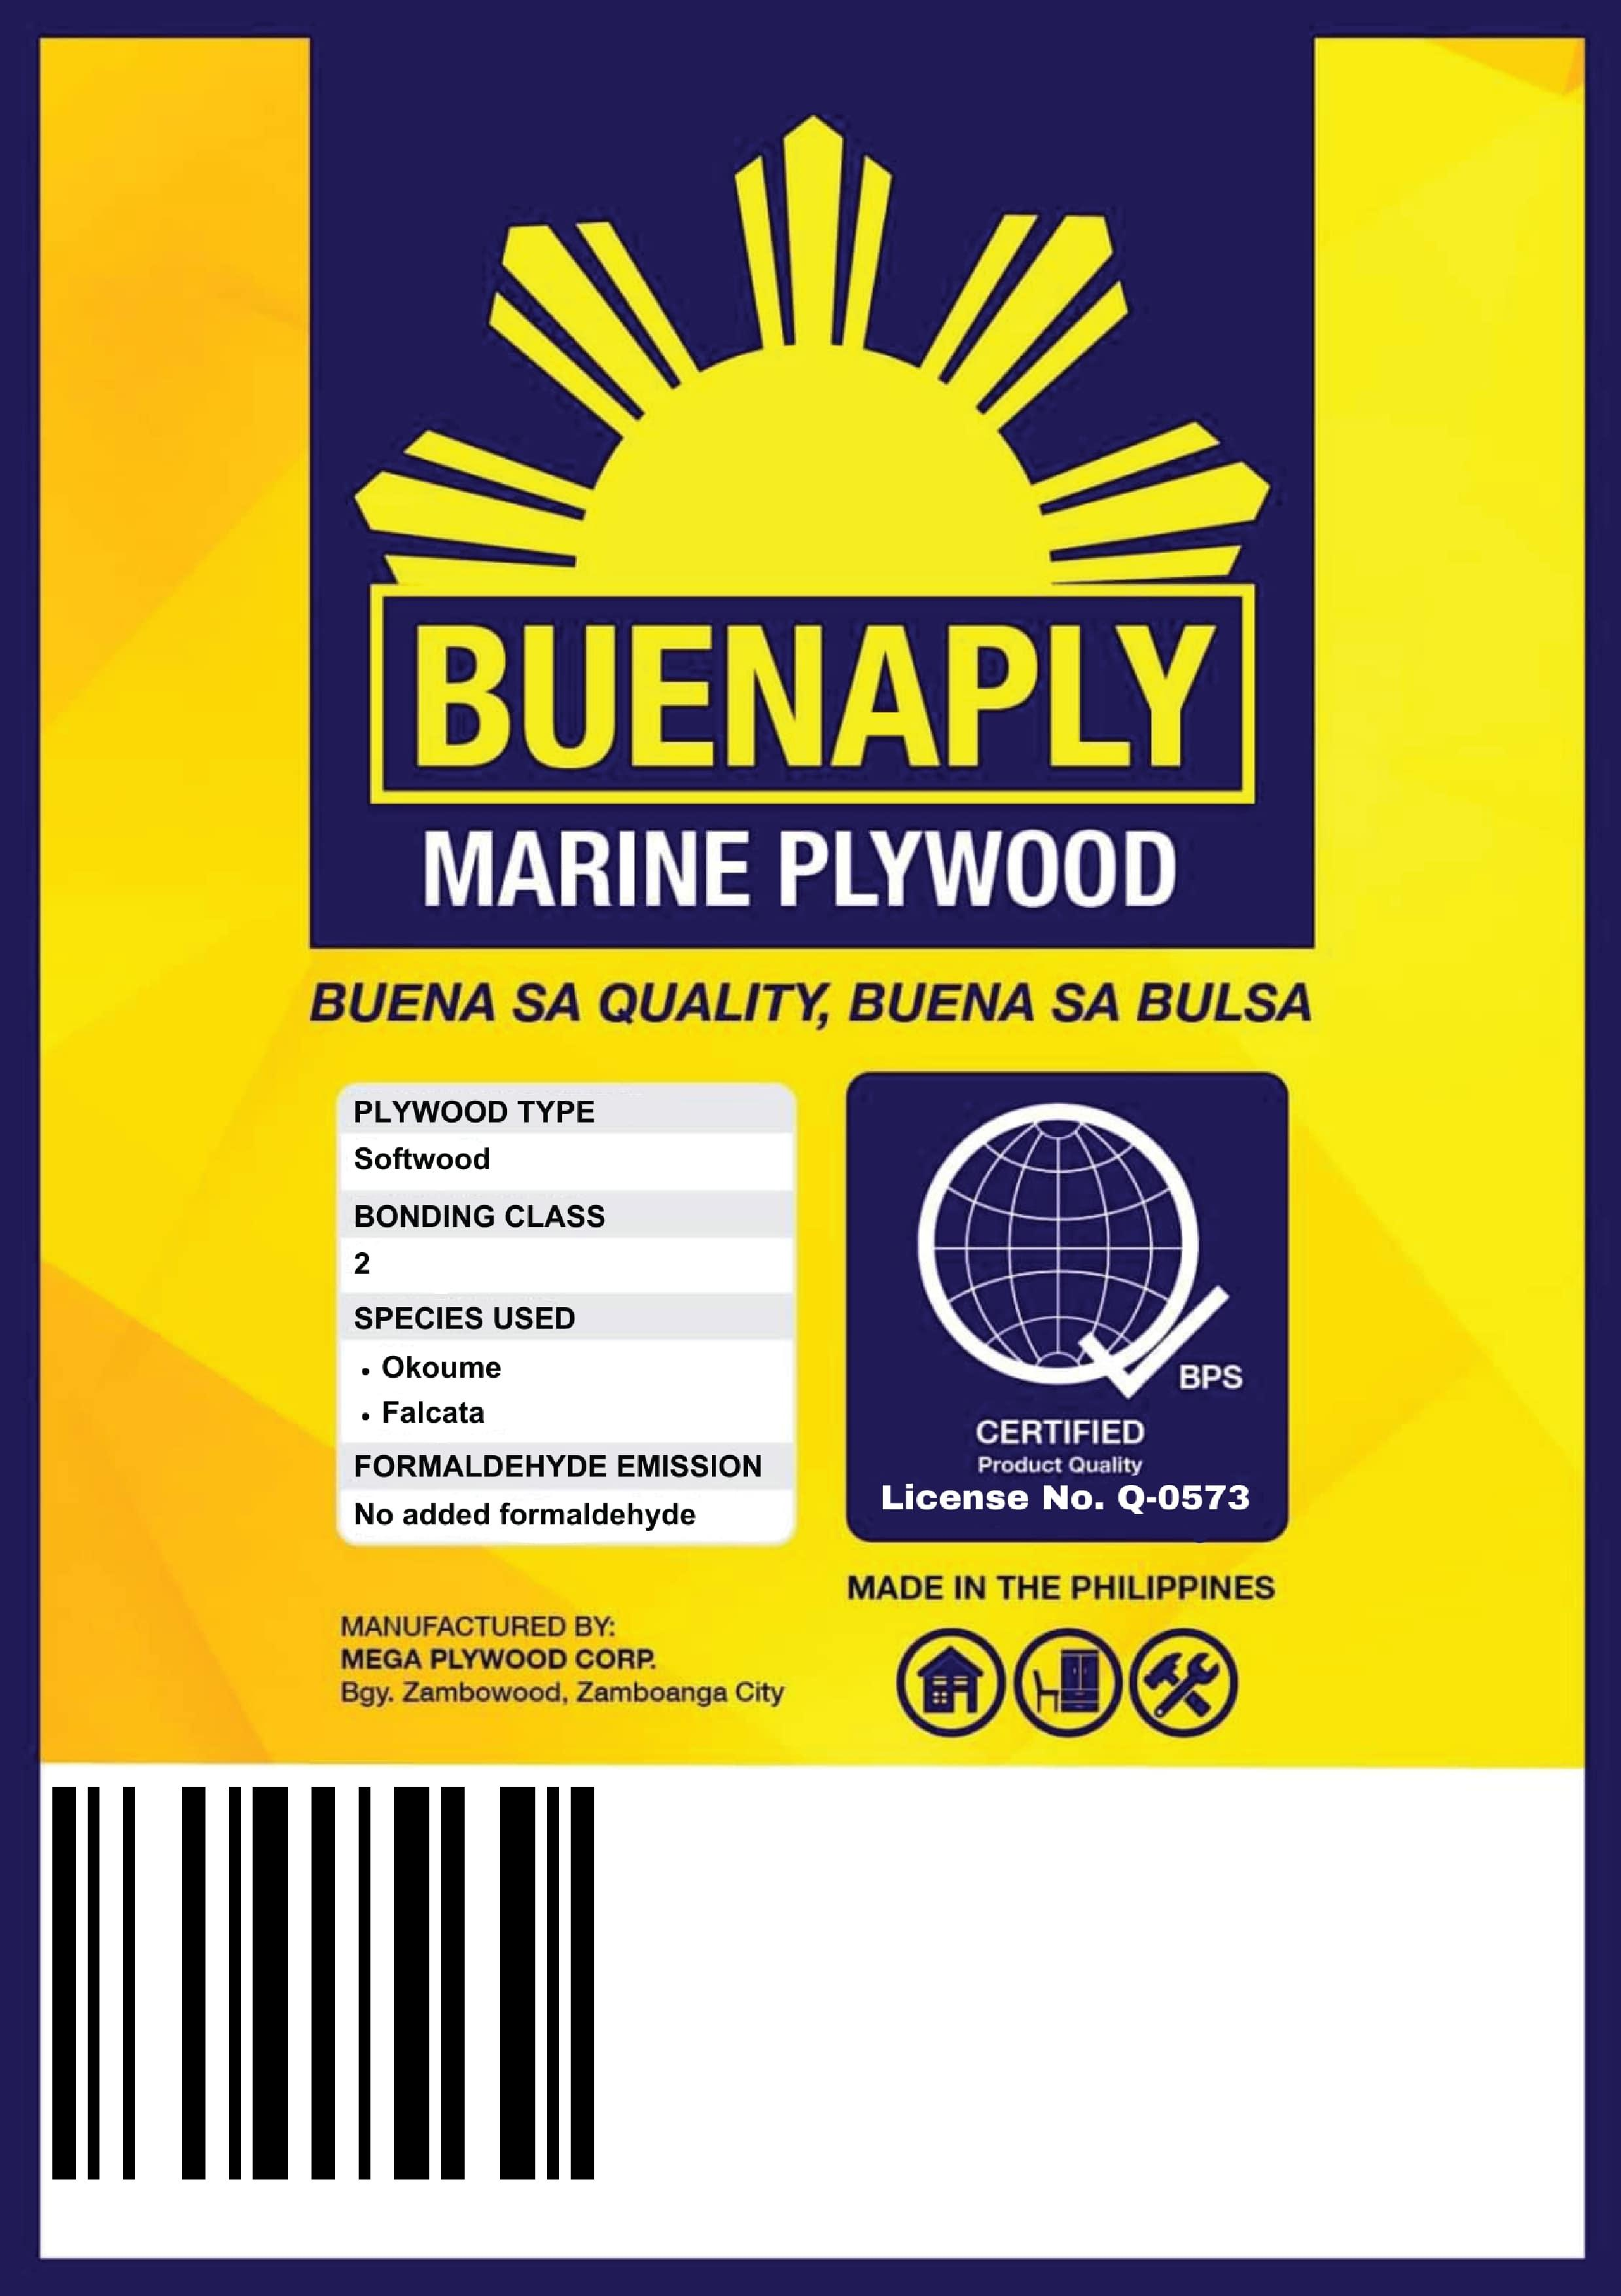 BUENAPLY
MARINE PLYWOOD
BUENA SA QUALITY, BUENA SA BULSA
PLYWOOD TYPE
Softwood
BONDING CLASS
2
SPECIES USED
• Okoume
• Falcata
FORMALDEHYDE EMISSION
No added formaldehyde
MANUFACTURED BY:
MEGA PLYWOOD CORP.
Bgy. Zambowood, Zamboanga City
BPS
CERTIFIED
Product Quality
License No. Q-0573
MADE IN THE PHILIPPINES